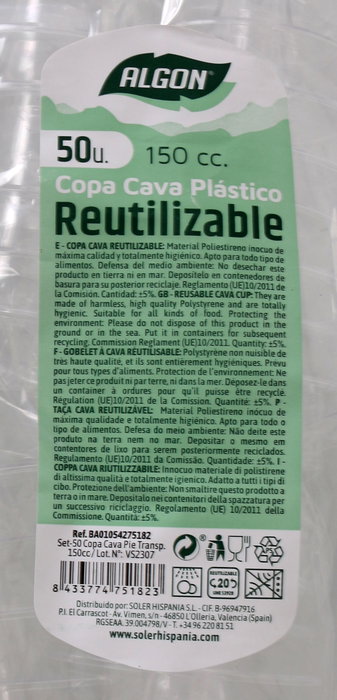 ALGON®
50u. 150 cc.
Copa Cava Plástico
Reutilizable
E - COPA CAVA REUTILIZABLE: Material Poliestireno inocuo de
máxima calidad y totalmente higiénico. Apto para todo tipo de
alimentos. Defensa del medio ambiente: No desechar este
producto en tierra ni en mar. Deposítelo en contenedores de
basura para su posterior reciclaje. Reglamento (UE)10/2011 de
la Comisión. Cantidad: ±5%. GB - REUSABLE CAVA CUP: They are
made of harmless, high quality Polystyrene and are totally
hygienic. Suitable for all kinds of food. Protecting the
environment: Please do not dispose of this product in the
ground or in the sea. Put it in containers for subsequent
recycling. Commission Reglament (UE)10/2011. Quantity: ±5%.
F - GOBELET À CAVA RÉUTILISABLE: Polystyrène non nuisible de
très haute qualité, et ils sont entièrement hygiéniques. Prévu
pour tous types d'aliments. Protection de l'environnement: Ne
pas jeter ce produit ni par terre, ni dans la mer. Déposez-le dans
un container à ordures pour qu'il puisse être recyclé.
Régulation (UE)10/2011 de la Comission. Quantité: ±5%. P -
TAÇA CAVA REUTILIZÁVEL: Material Poliestireno inócuo de
máxima qualidade e totalmente higiénico. Apto para todo o
tipo de alimentos. Defesa do meio ambiente: Não deite este
produto na terra nem no mar. Depositar o mesmo em
contentores de lixo para serem posteriormente reciclados.
Regulamento (UE)10/2011 da Comissão. Quantidade: ±5%. I -
COPPA CAVA RIUTILIZZABILE: Innocuo materiale di polistirene
di altissima qualità e totalmente igienico. Adatto a tutti i tipi di
cibo. Protezione dell'ambiente: Non smaltire questo prodotto a
terra o in mare. Depositalo nei contenitori della spazzatura per
un successivo riciclaggio. Regolamento (UE) 10/2011 della
Commissione. Quantità: ±5%.
Ref. BA01054275182
Set-50 Copa Cava Pie Transp.
150cc/ Lot. Nº: VS2307
8 433774 751823
REUTILIZABLE
20
UNE 53928
Distribuido por: SOLER HISPANIA S.L.- CIF. B-96947916
P.I. El Carrascot - Av. Vimen, s/n - 46850 L'Olleria, Valencia (Spain)
RGSEAA. 39.004798/V - T. +34 96 220 81 51
www.solerhispania.com